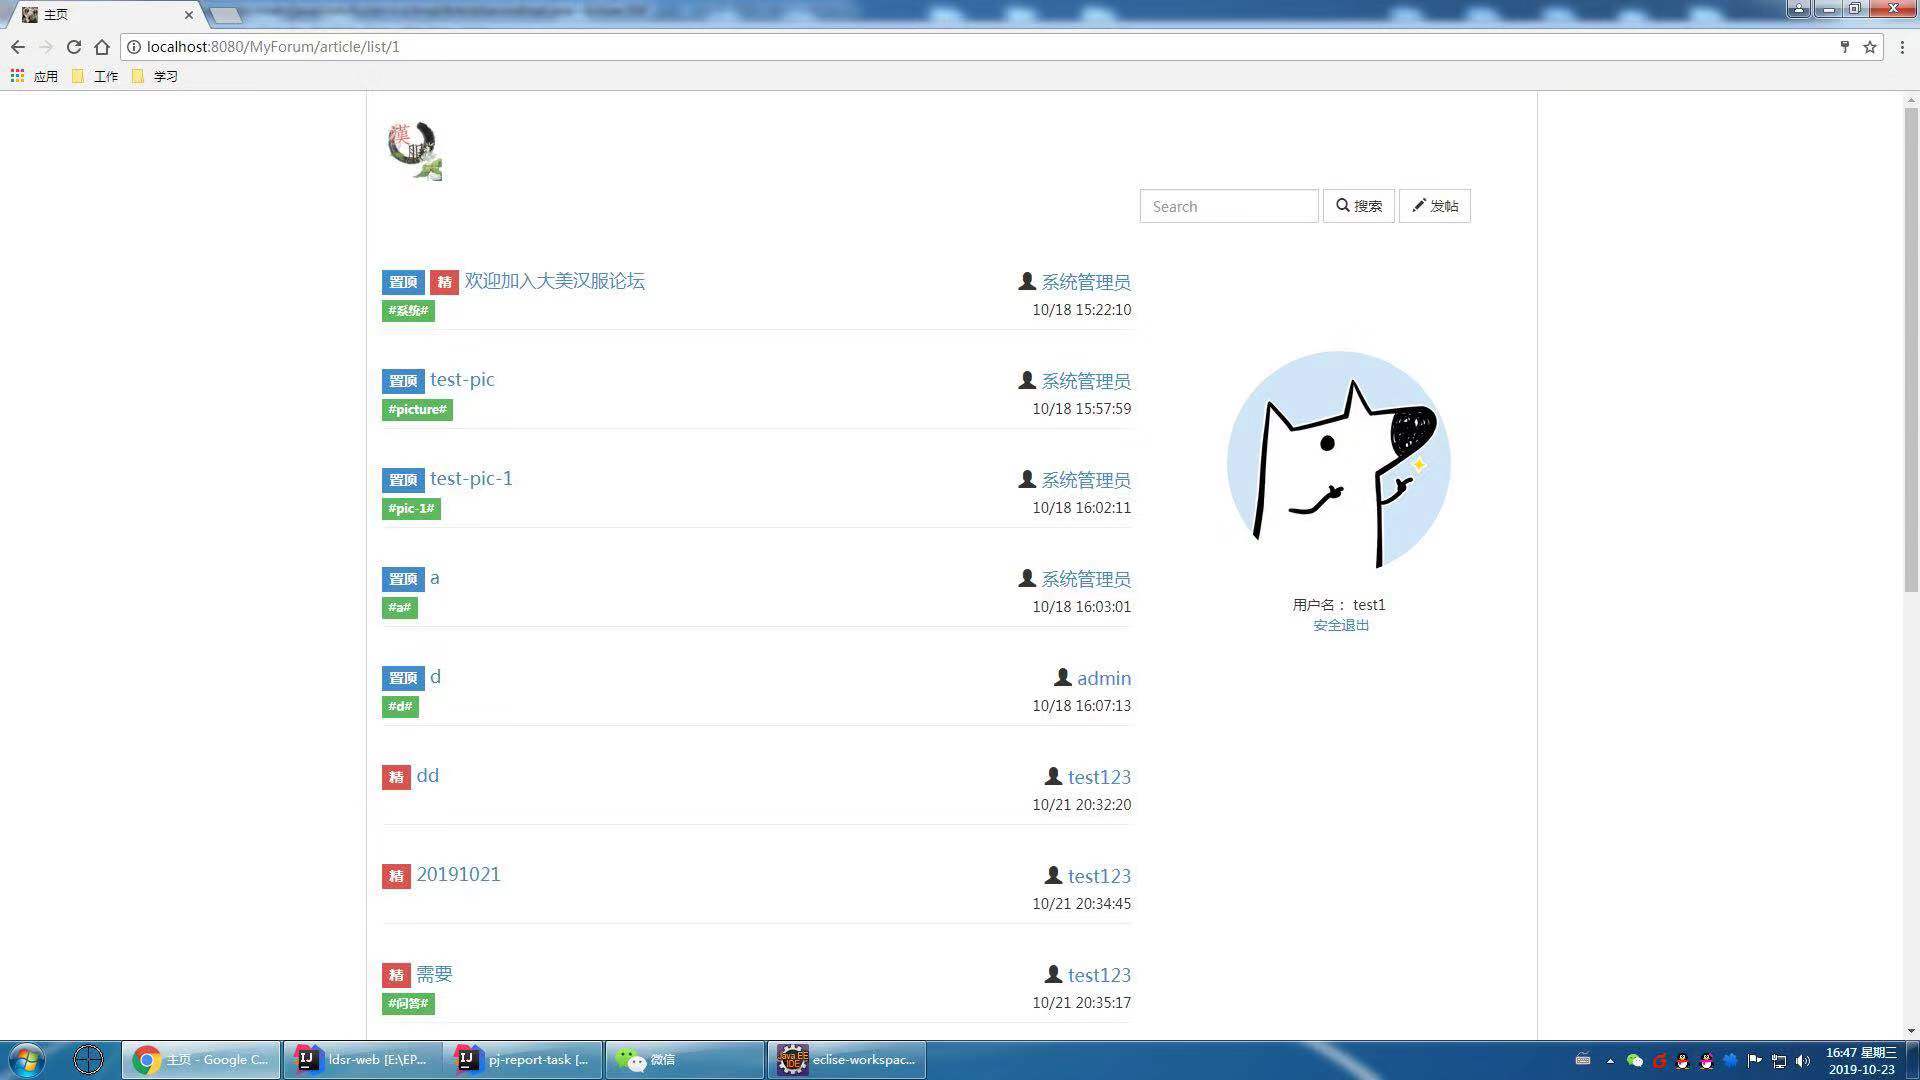 主页
localhost:8080/MyForum/article/list/1
应用 工作 学习
漢
Search 搜索 发帖
置顶 精 欢迎加入大美汉服论坛 系统管理员
#系统# 10/18 15:22:10
置顶 test-pic 系统管理员
#picture# 10/18 15:57:59
置顶 test-pic-1 系统管理员
#pic-1# 10/18 16:02:11
置顶 a 系统管理员
#a# 10/18 16:03:01
用户名： test1
安全退出
置顶 d admin
#d# 10/18 16:07:13
精 dd test123
10/21 20:32:20
精 20191021 test123
10/21 20:34:45
精 需要 test123
#问答# 10/21 20:35:17
主页 - Google C... ldsr-web [E:\EP... pj-report-task [... 微信 eclise-workspac...
16:47 星期三
2019-10-23